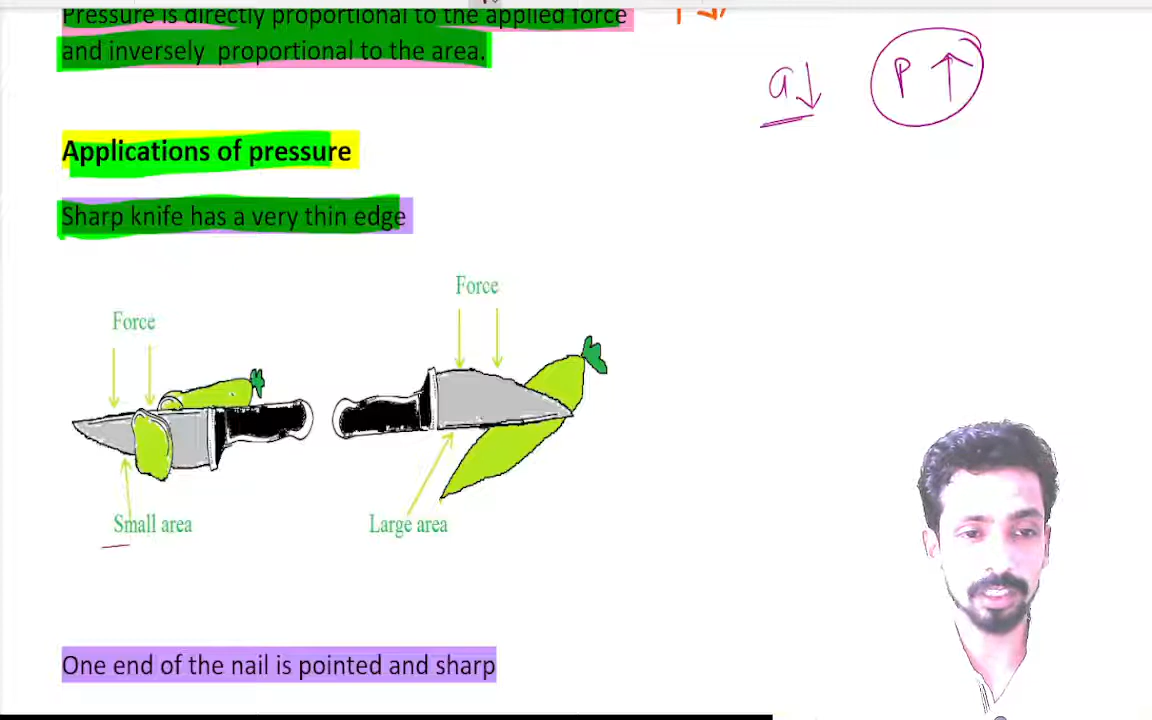 Pressure is directly proportional to the applied force
and inversely proportional to the area.
a↓ P↑
Applications of pressure
Sharp knife has a very thin edge
Force
Force
Small area
Large area
One end of the nail is pointed and sharp